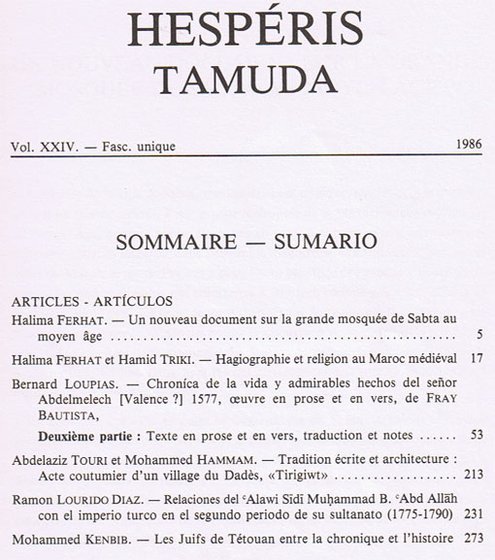 HESPÉRIS
TAMUDA
Vol. XXIV. — Fasc. unique 1986
SOMMAIRE — SUMARIO
ARTICLES - ARTÍCULOS
Halima FERHAT. — Un nouveau document sur la grande mosquée de Sabta au
moyen âge .................................................... 5
Halima FERHAT et Hamid TRIKI. — Hagiographie et religion au Maroc médiéval 17
Bernard LOUPIAS. — Chroníca de la vida y admirables hechos del señor
Abdelmelech [Valence ?] 1577, œuvre en prose et en vers, de FRAY
BAUTISTA,
Deuxième partie : Texte en prose et en vers, traduction et notes ...... 53
Abdelaziz TOURI et Mohammed HAMMAM. — Tradition écrite et architecture :
Acte coutumier d'un village du Dadès, «Tirigiwt» .................... 213
Ramon LOURIDO DIAZ. — Relaciones del ʿAlawi Sīdī Muḥammad B. ʿAbd Allāh
con el imperio turco en el segundo periodo de su sultanato (1775-1790) 231
Mohammed KENBIB. — Les Juifs de Tétouan entre la chronique et l'histoire 273